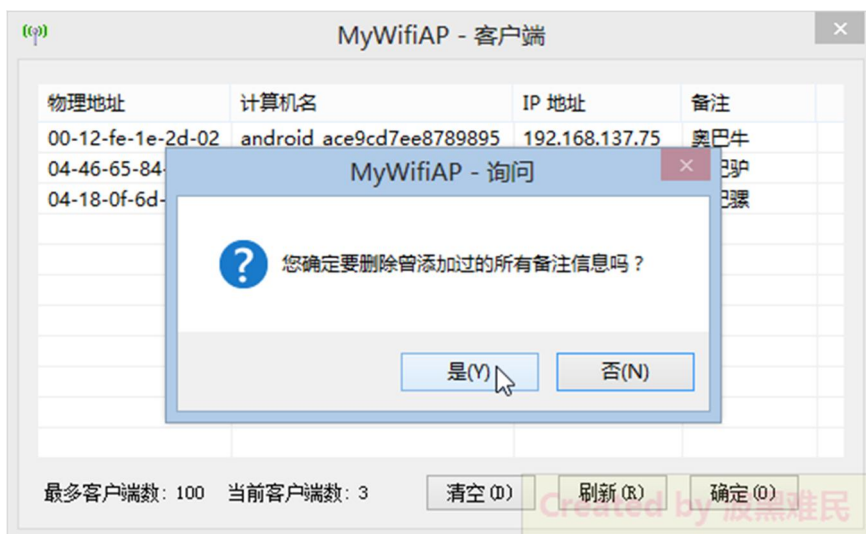 MyWifiAP - 客户端
物理地址 计算机名 IP 地址 备注
00-12-fe-1e-2d-02 android_ace9cd7ee8789895 192.168.137.75 奥巴牛
04-46-65-84- 驴
04-18-0f-6d- 骡
MyWifiAP - 询问
您确定要删除曾添加过的所有备注信息吗？
是(Y) 否(N)
最多客户端数: 100 当前客户端数: 3 清空(D) 刷新(R) 确定(O)
Created by 波黑难民